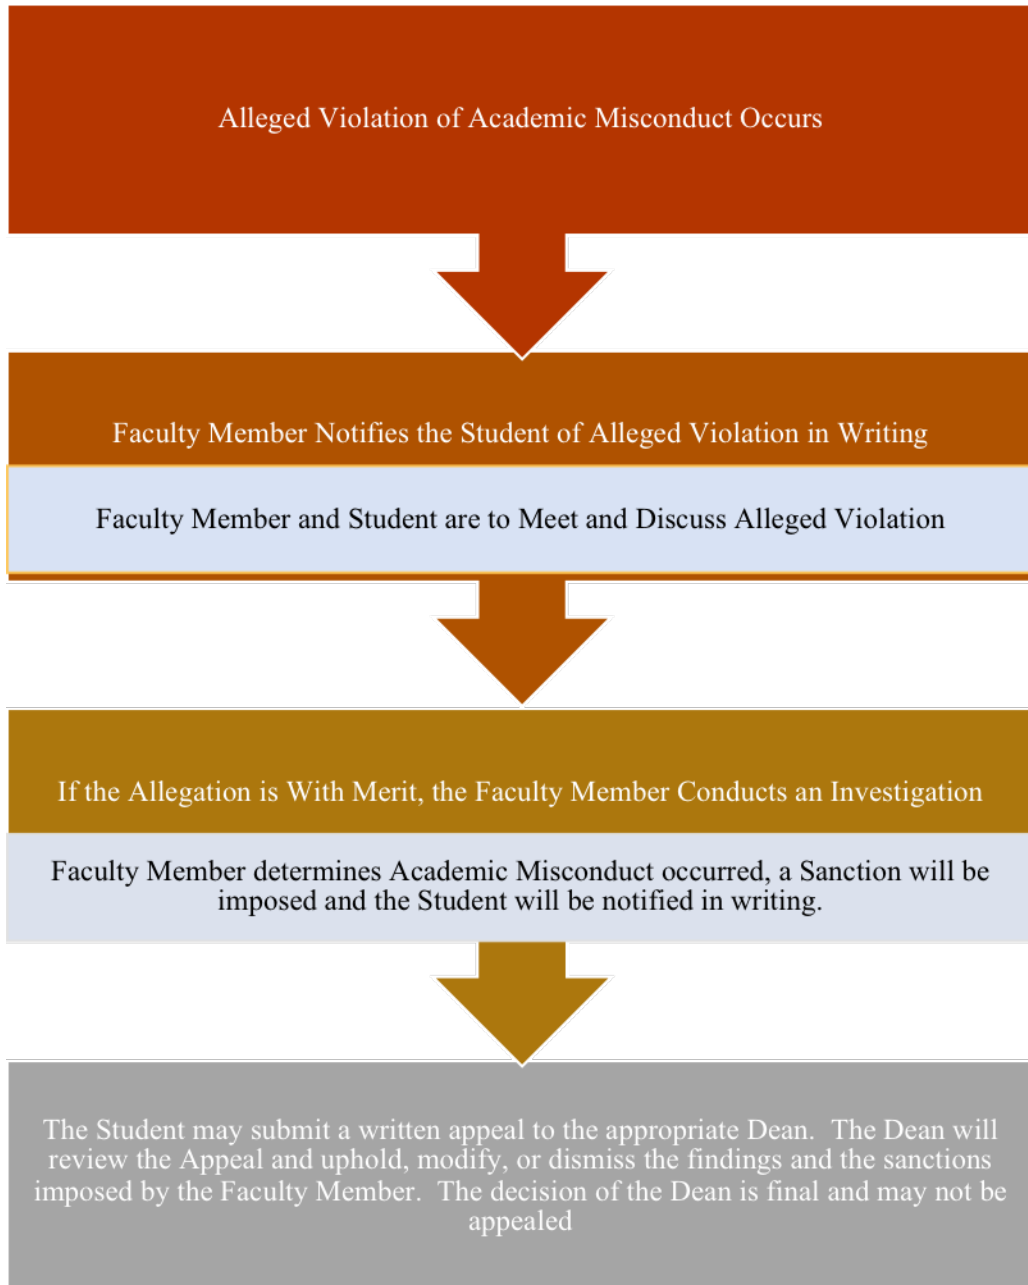 Alleged Violation of Academic Misconduct Occurs
Faculty Member Notifies the Student of Alleged Violation in Writing
Faculty Member and Student are to Meet and Discuss Alleged Violation
If the Allegation is With Merit, the Faculty Member Conducts an Investigation
Faculty Member determines Academic Misconduct occurred, a Sanction will be
imposed and the Student will be notified in writing.
The Student may submit a written appeal to the appropriate Dean.  The Dean will
review the Appeal and uphold, modify, or dismiss the findings and the sanctions
imposed by the Faculty Member.  The decision of the Dean is final and may not be
appealed